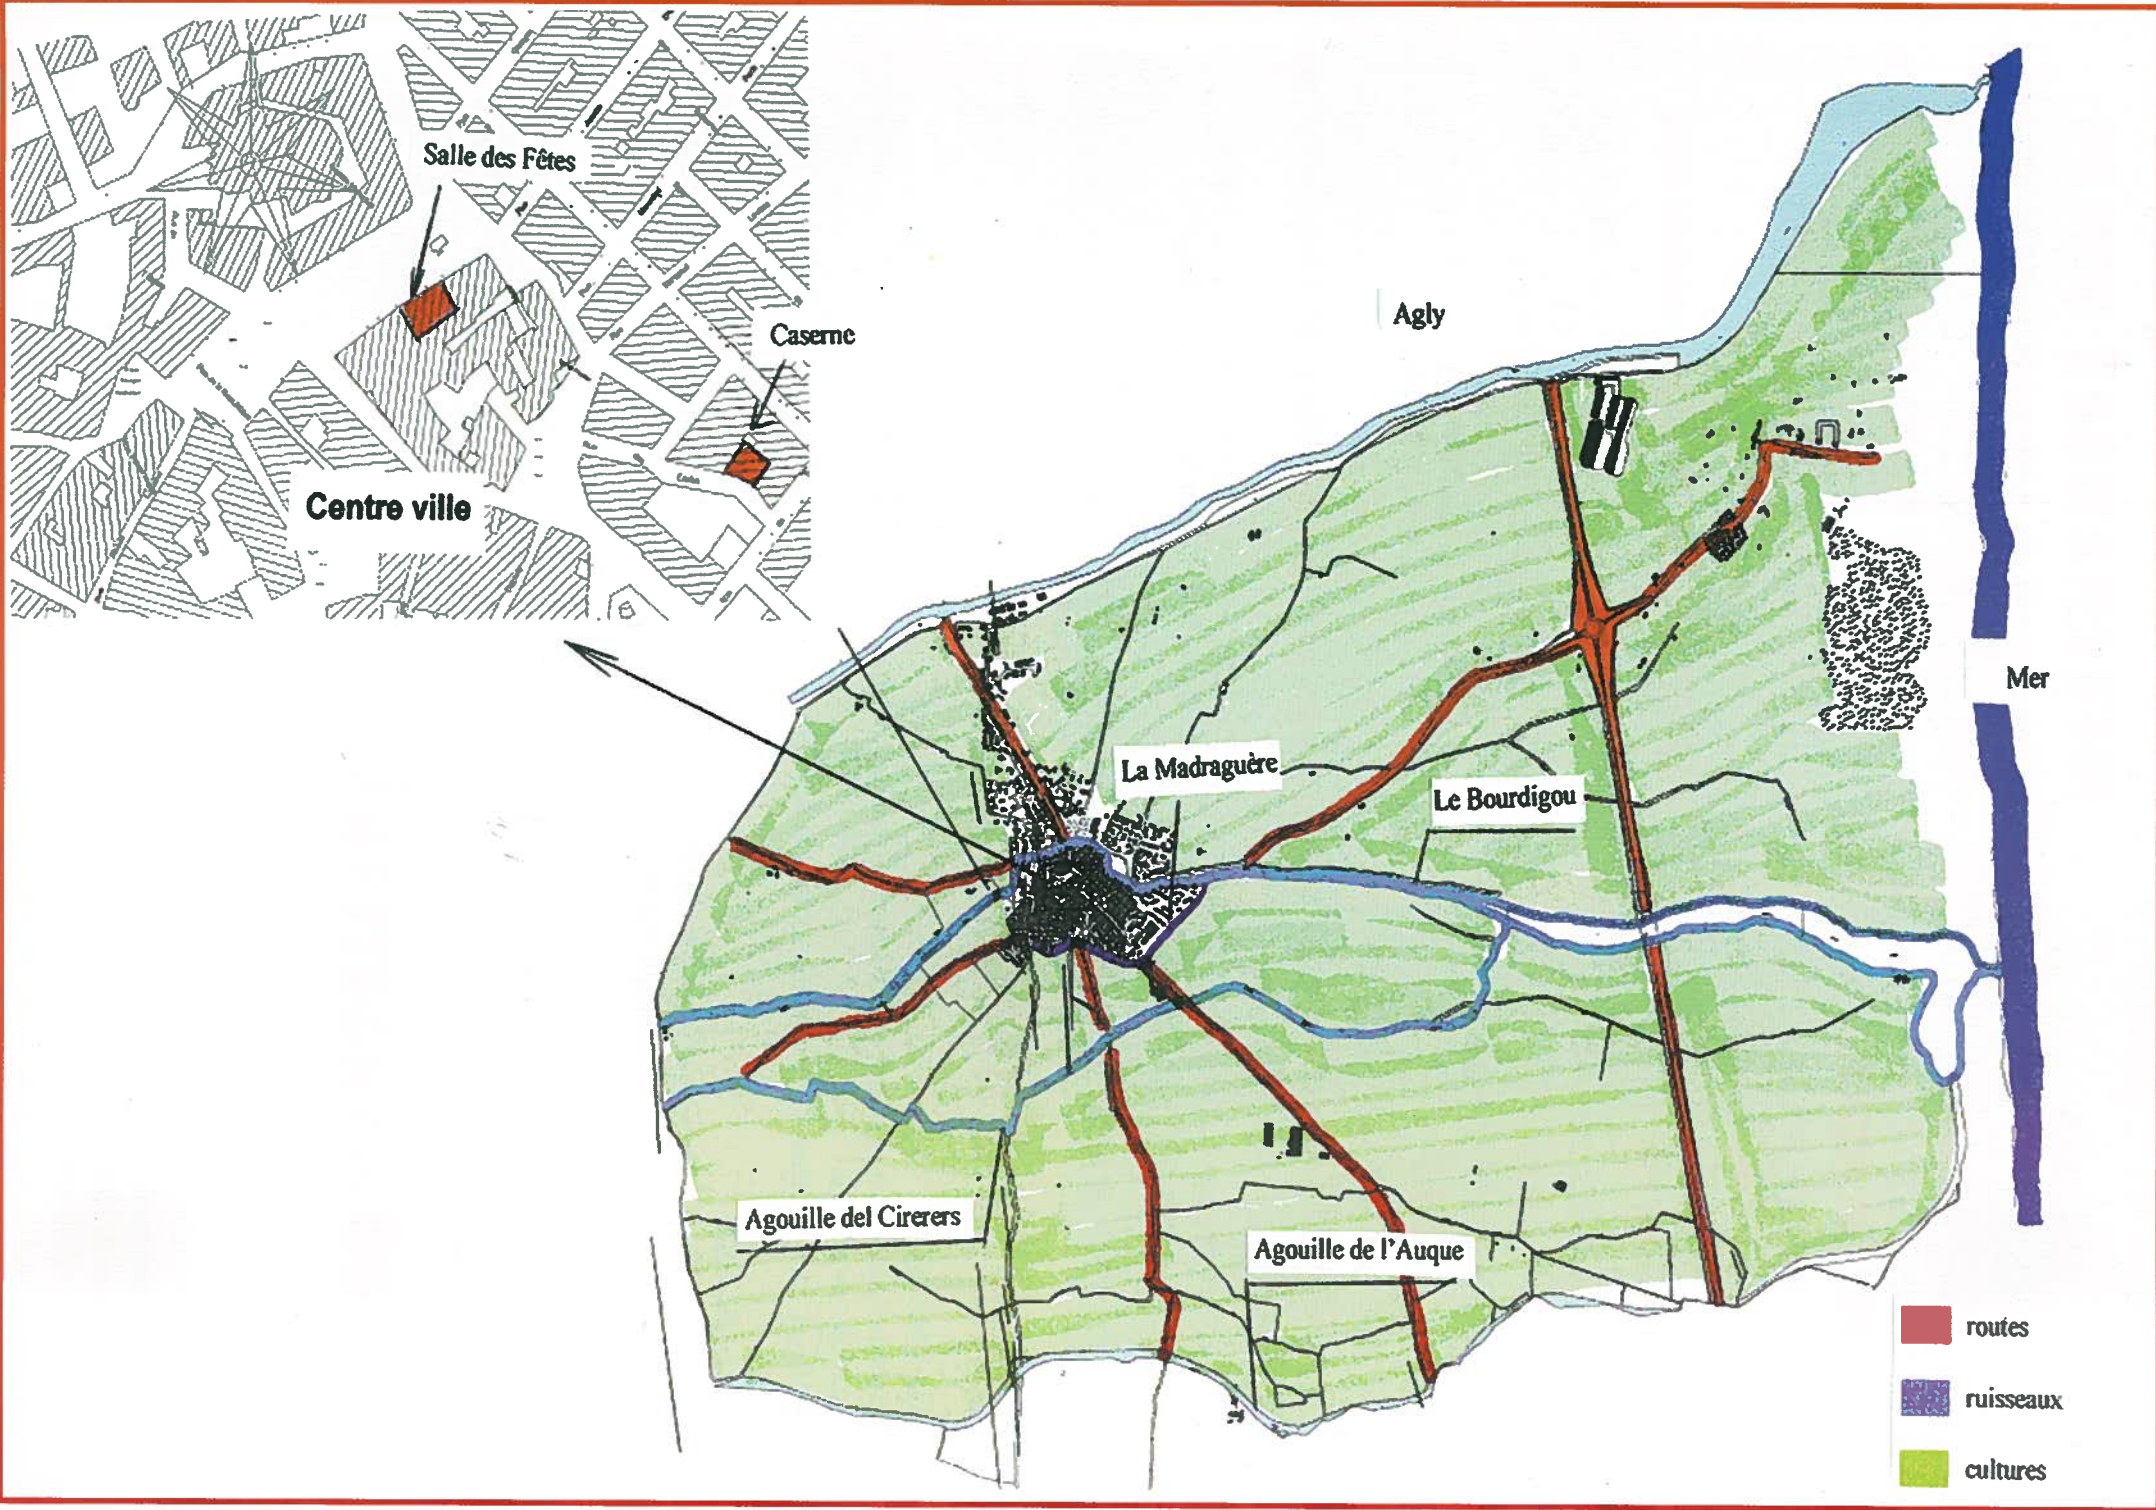 Salle des Fêtes
Caserne
Centre ville
Agly
Mer
La Madraguère
Le Bourdigou
Agouille del Cirerers
Agouille de l'Auque
routes
ruisseaux
cultures